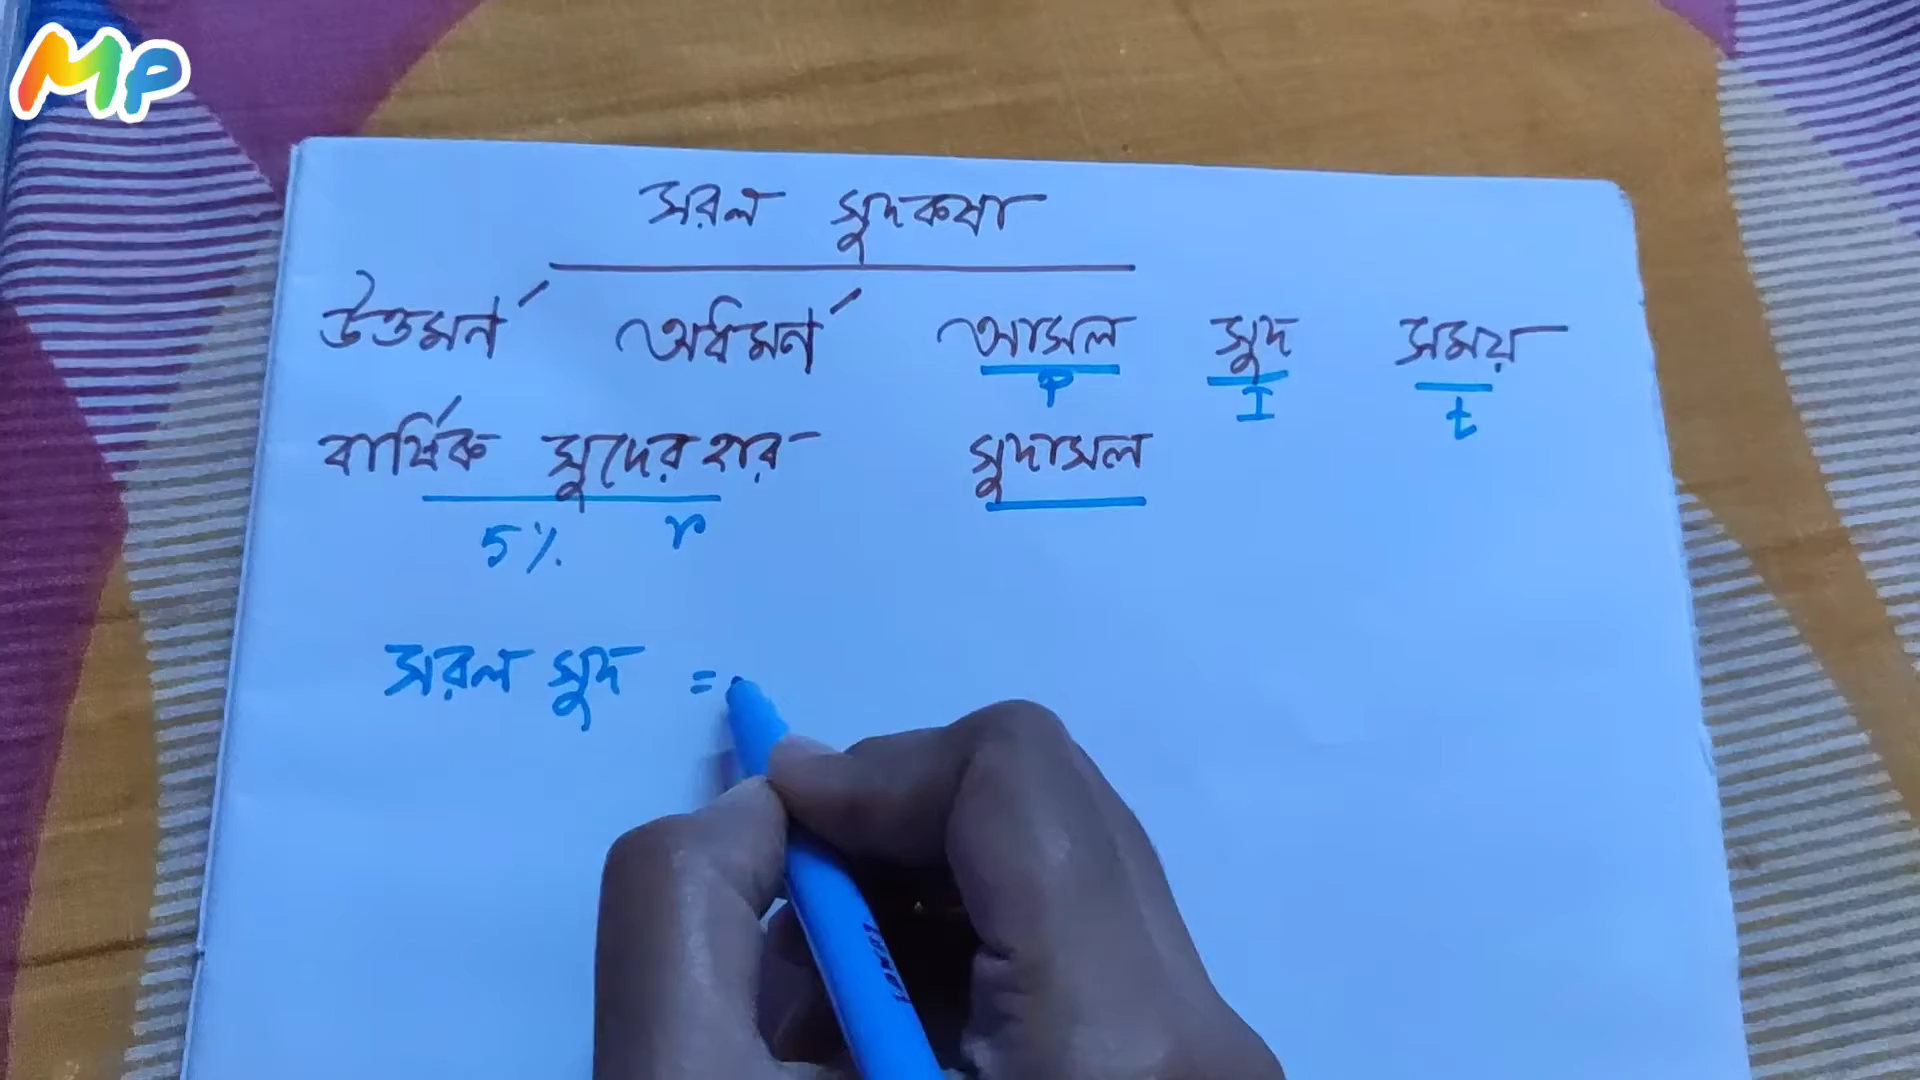 MP
সরল সুদকষা
উত্তমর্ণ অধমর্ণ আসল সুদ সময়
P I t
বার্ষিক সুদের হার সুদাসল
5% r
সরল সুদ =